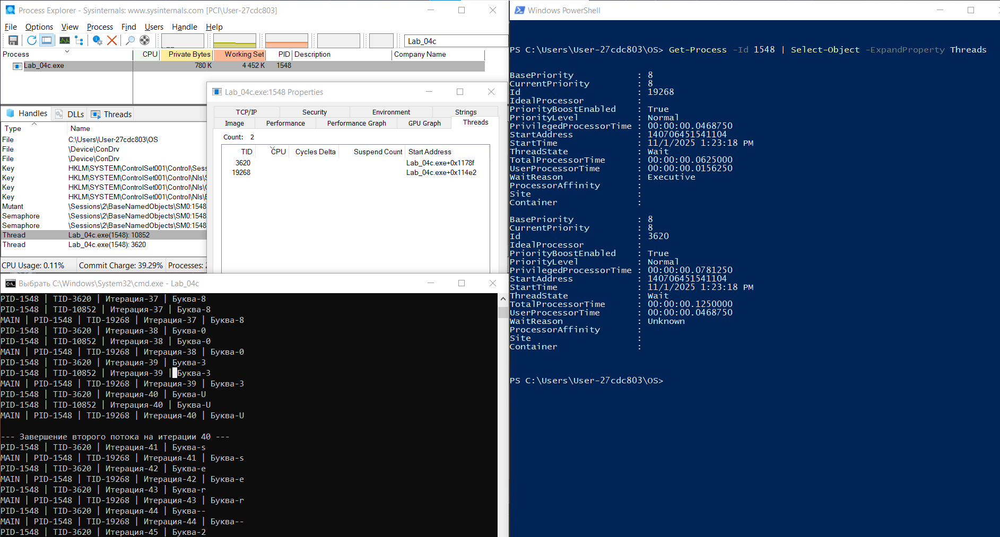 Process Explorer - Sysinternals: www.sysinternals.com [PCI\User-27cdc803]
File Options View Process Find Users Handle Help
Lab_04c
Process CPU Private Bytes Working Set PID Description Company Name
Lab_04c.exe 780 K 4 452 K 1548
Handles DLLs Threads
Type Name
File C:\Users\User-27cdc803\OS
File \Device\ConDrv
File \Device\ConDrv
Key HKLM\SYSTEM\ControlSet001\Control\Sess
Key HKLM\SYSTEM\ControlSet001\Control\Nls\S
Key HKLM\SYSTEM\ControlSet001\Control\Nls\C
Key HKLM\SYSTEM\ControlSet001\Control\Nls\E
Mutant \Sessions\2\BaseNamedObjects\SM0:1548
Semaphore \Sessions\2\BaseNamedObjects\SM0:1548
Semaphore \Sessions\2\BaseNamedObjects\SM0:1548
Thread Lab_04c.exe(1548): 10852
Thread Lab_04c.exe(1548): 3620
CPU Usage: 0.11% Commit Charge: 39.29% Processes:
Lab_04c.exe:1548 Properties
TCP/IP Security Environment Strings
Image Performance Performance Graph GPU Graph Threads
Count: 2
TID CPU Cycles Delta Suspend Count Start Address
3620 Lab_04c.exe+0x1178f
19268 Lab_04c.exe+0x114e2
Выбрать C:\Windows\System32\cmd.exe - Lab_04c
PID-1548 | TID-3620 | Итерация-37 | Буква-8
PID-1548 | TID-10852 | Итерация-37 | Буква-8
MAIN | PID-1548 | TID-19268 | Итерация-37 | Буква-8
PID-1548 | TID-3620 | Итерация-38 | Буква-0
PID-1548 | TID-10852 | Итерация-38 | Буква-0
MAIN | PID-1548 | TID-19268 | Итерация-38 | Буква-0
PID-1548 | TID-3620 | Итерация-39 | Буква-3
PID-1548 | TID-10852 | Итерация-39 | Буква-3
MAIN | PID-1548 | TID-19268 | Итерация-39 | Буква-3
PID-1548 | TID-3620 | Итерация-40 | Буква-U
PID-1548 | TID-10852 | Итерация-40 | Буква-U
MAIN | PID-1548 | TID-19268 | Итерация-40 | Буква-U
--- Завершение второго потока на итерации 40 ---
PID-1548 | TID-3620 | Итерация-41 | Буква-s
MAIN | PID-1548 | TID-19268 | Итерация-41 | Буква-s
PID-1548 | TID-3620 | Итерация-42 | Буква-e
MAIN | PID-1548 | TID-19268 | Итерация-42 | Буква-e
PID-1548 | TID-3620 | Итерация-43 | Буква-r
MAIN | PID-1548 | TID-19268 | Итерация-43 | Буква-r
PID-1548 | TID-3620 | Итерация-44 | Буква--
MAIN | PID-1548 | TID-19268 | Итерация-44 | Буква--
PID-1548 | TID-3620 | Итерация-45 | Буква-2
Windows PowerShell
PS C:\Users\User-27cdc803\OS> Get-Process -Id 1548 | Select-Object -ExpandProperty Threads
BasePriority : 8
CurrentPriority : 8
Id : 19268
IdealProcessor :
PriorityBoostEnabled : True
PriorityLevel : Normal
PrivilegedProcessorTime : 00:00:00.0468750
StartAddress : 140706451541104
StartTime : 11/1/2025 1:23:18 PM
ThreadState : Wait
TotalProcessorTime : 00:00:00.0625000
UserProcessorTime : 00:00:00.0156250
WaitReason : Executive
ProcessorAffinity :
Site :
Container :
BasePriority : 8
CurrentPriority : 8
Id : 3620
IdealProcessor :
PriorityBoostEnabled : True
PriorityLevel : Normal
PrivilegedProcessorTime : 00:00:00.0781250
StartAddress : 140706451541104
StartTime : 11/1/2025 1:23:18 PM
ThreadState : Wait
TotalProcessorTime : 00:00:00.1250000
UserProcessorTime : 00:00:00.0468750
WaitReason : Unknown
ProcessorAffinity :
Site :
Container :
PS C:\Users\User-27cdc803\OS>